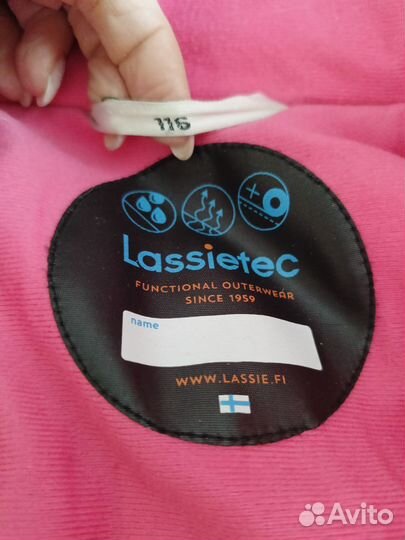 116
Lassietec
FUNCTIONAL OUTERWEAR
SINCE 1959
name
WWW.LASSIE.FI
Avito